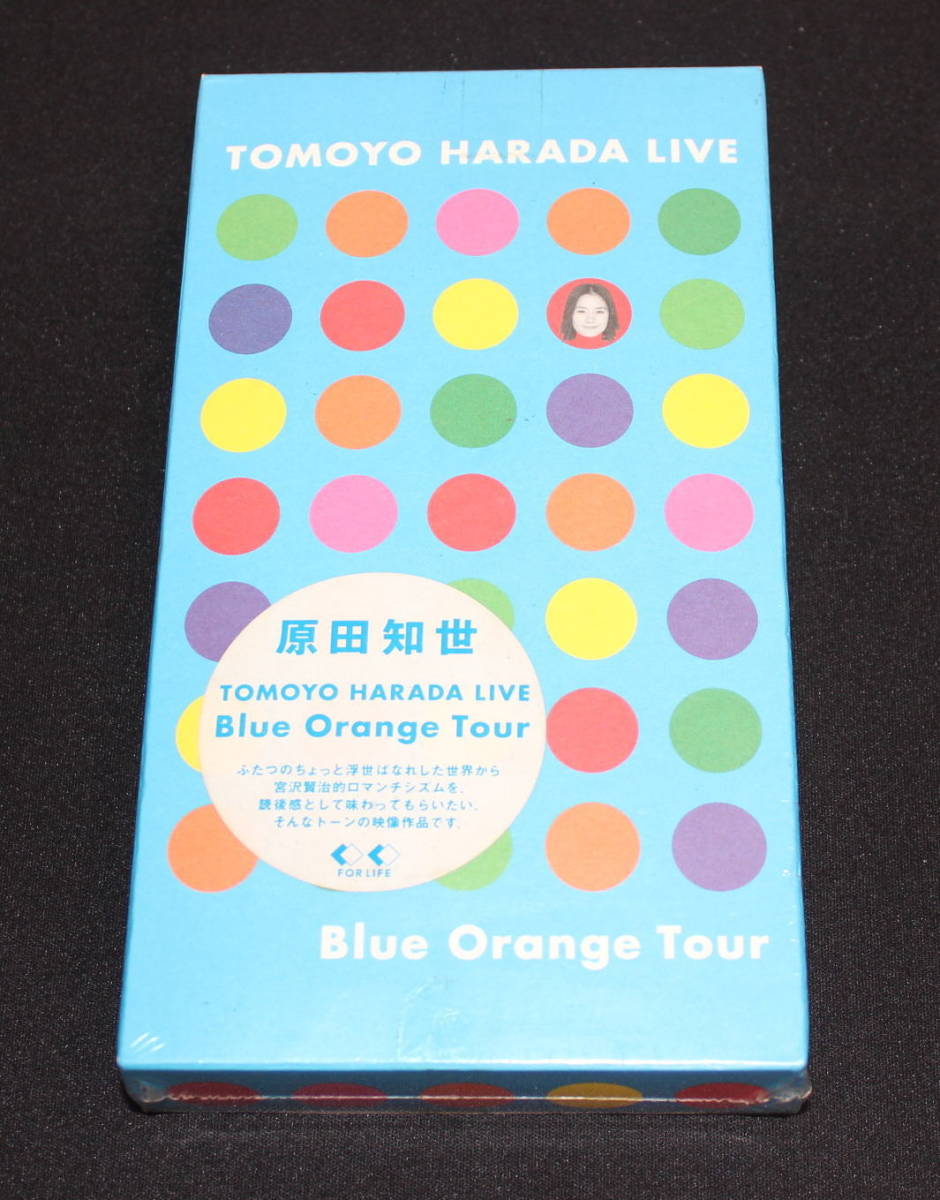 TOMOYO HARADA LIVE
原田知世
TOMOYO HARADA LIVE
Blue Orange Tour
ふたつのちょっと浮世ばなれした世界から
宮沢賢治的ロマンチシズムを、
読後感として味わってもらいたい。
そんなトーンの映像作品です。
FOR LIFE
Blue Orange Tour